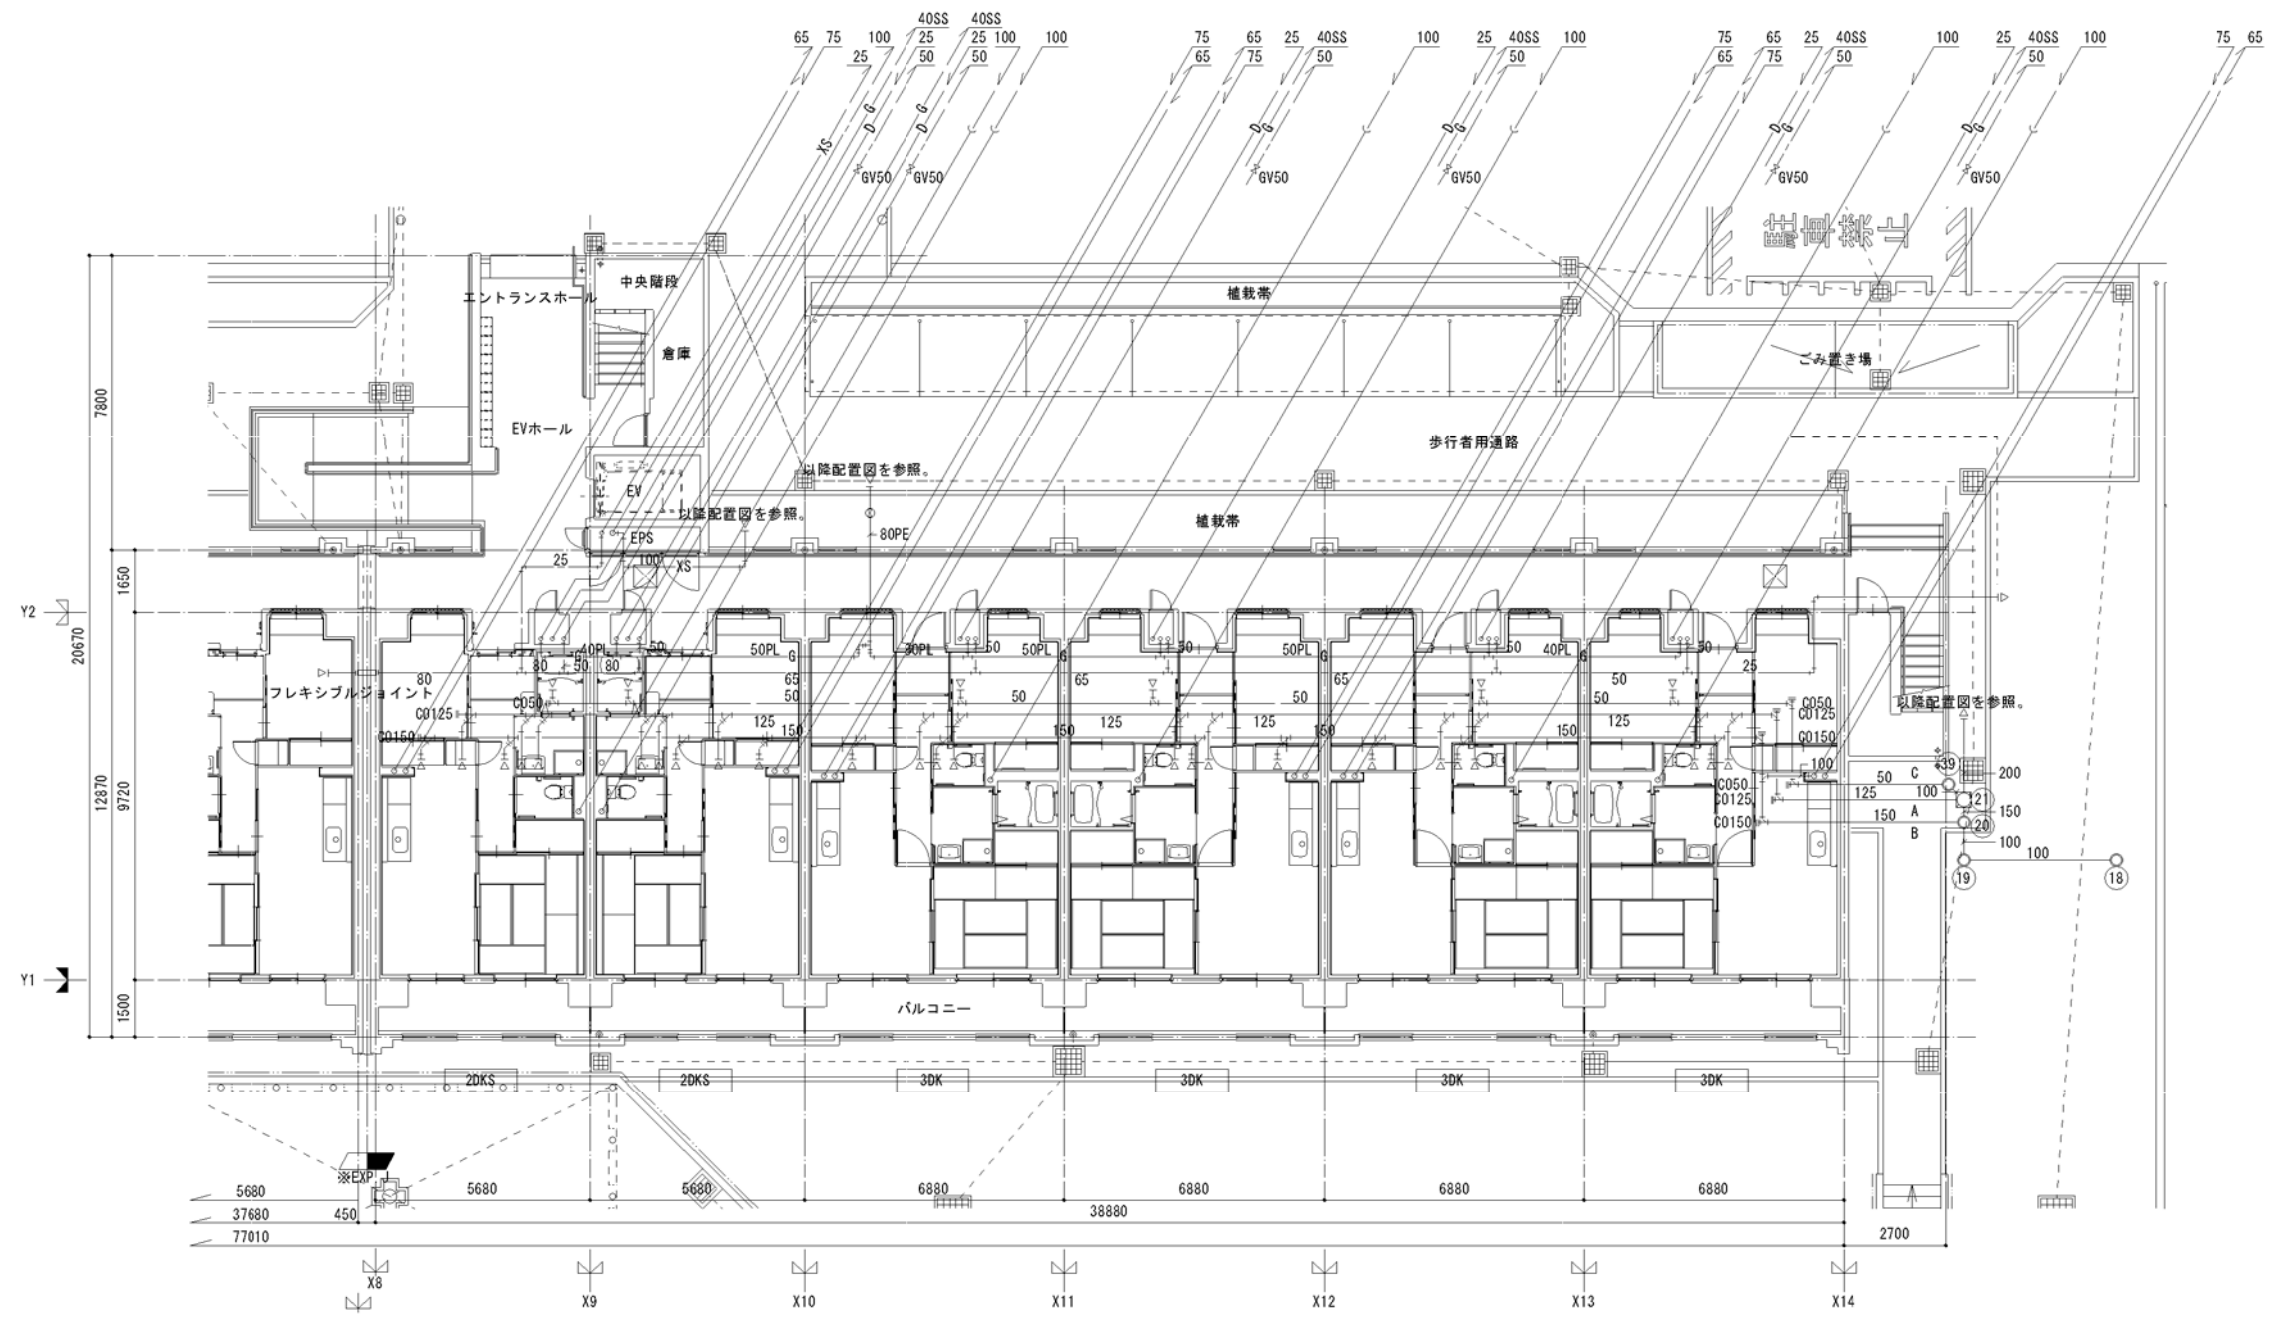 40SS 40SS
65 75 100 25 25 100 100 75 65 25 40SS 100 25 40SS 100 75 65 25 40SS 100 25 40SS 100 75 65
25 50 50 65 75 50 50 65 75 50 50
G G
D D D G D G D G D G
XS
GV50 GV50 GV50 GV50 GV50 GV50
駐車禁止
中央階段
エントランスホール
植栽帯
倉庫
ごみ置き場
7800
EVホール
歩行者用通路
以降配置図を参照。
EV
以降配置図を参照。
植栽帯
EPS
80PE
25 100 XS
1650
Y2
20670
40PL 50 50PL 30PL 50 50PL 50 50 40PL 50
G G G G
80 50 80 25
80 65 65 65 50
フレキシブルジョイント
50 50 50 50
CO50 CO50 以降配置図を参照。
CO125 CO125
125 125 125 125
CO150 150 150 150 150 CO150
39
100 50 C 200
CO50 100
12870 9720 CO125 125 21
A 150
CO150 150 20
B
100
100
19 18
Y1
1500
バルコニー
2DKS 2DKS 3DK 3DK 3DK 3DK
※EXP.J
5680 5680 5680 6880 6880 6880 6880
37680 450 38880
77010 2700
X8
X9 X10 X11 X12 X13 X14